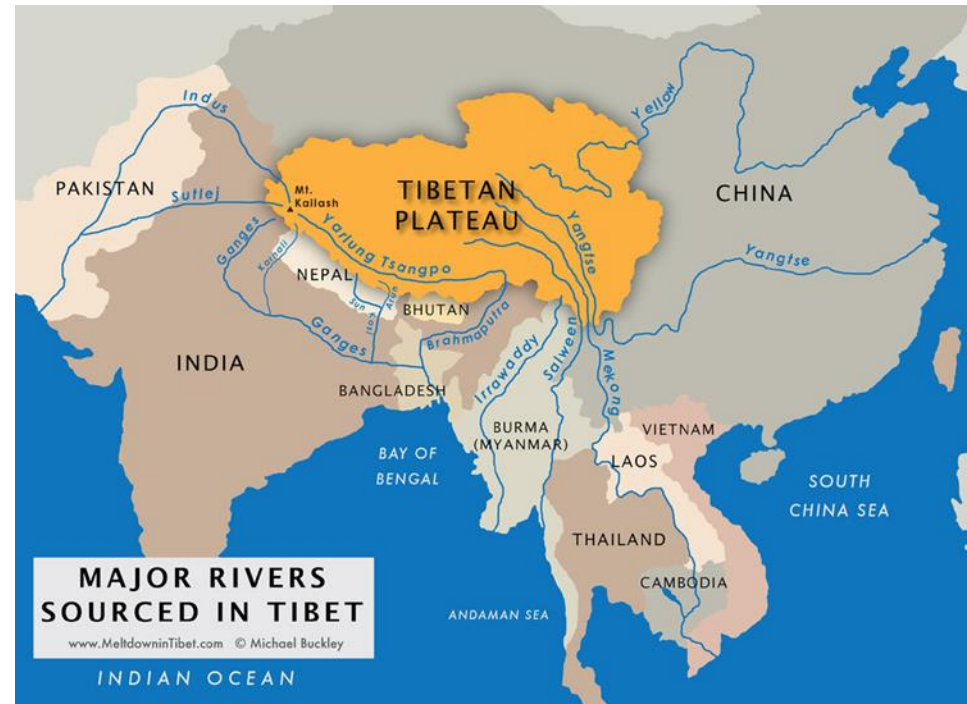 Indus
Yellow
PAKISTAN
Sutlej
Mt.
Kailash
TIBETAN
PLATEAU
CHINA
Ganges
Karnali
Yarlung Tsangpo
Yangtse
Yangtse
NEPAL
Sun
Kosi
Arun
BHUTAN
Brahmaputra
Ganges
INDIA
BANGLADESH
Irrawaddy
Salween
Mekong
BURMA
(MYANMAR)
VIETNAM
LAOS
BAY OF
BENGAL
SOUTH
CHINA SEA
THAILAND
CAMBODIA
ANDAMAN SEA
MAJOR RIVERS
SOURCED IN TIBET
www.MeltdowninTibet.com © Michael Buckley
INDIAN OCEAN